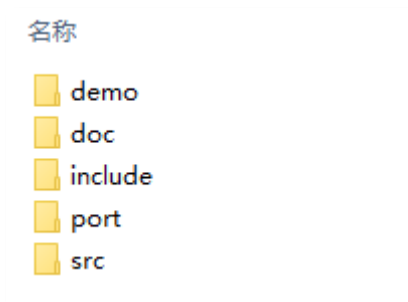 名称
demo
doc
include
port
src